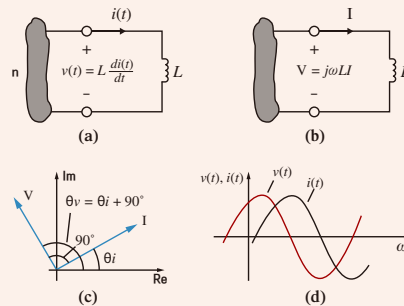 i(t)
+
n
v(t) = L di(t)/dt
L
−
(a)
I
+
V = jωLI
L
−
(b)
Im
V
θv = θi + 90°
I
90°
θi
Re
(c)
v(t), i(t)
v(t)
i(t)
ω
(d)